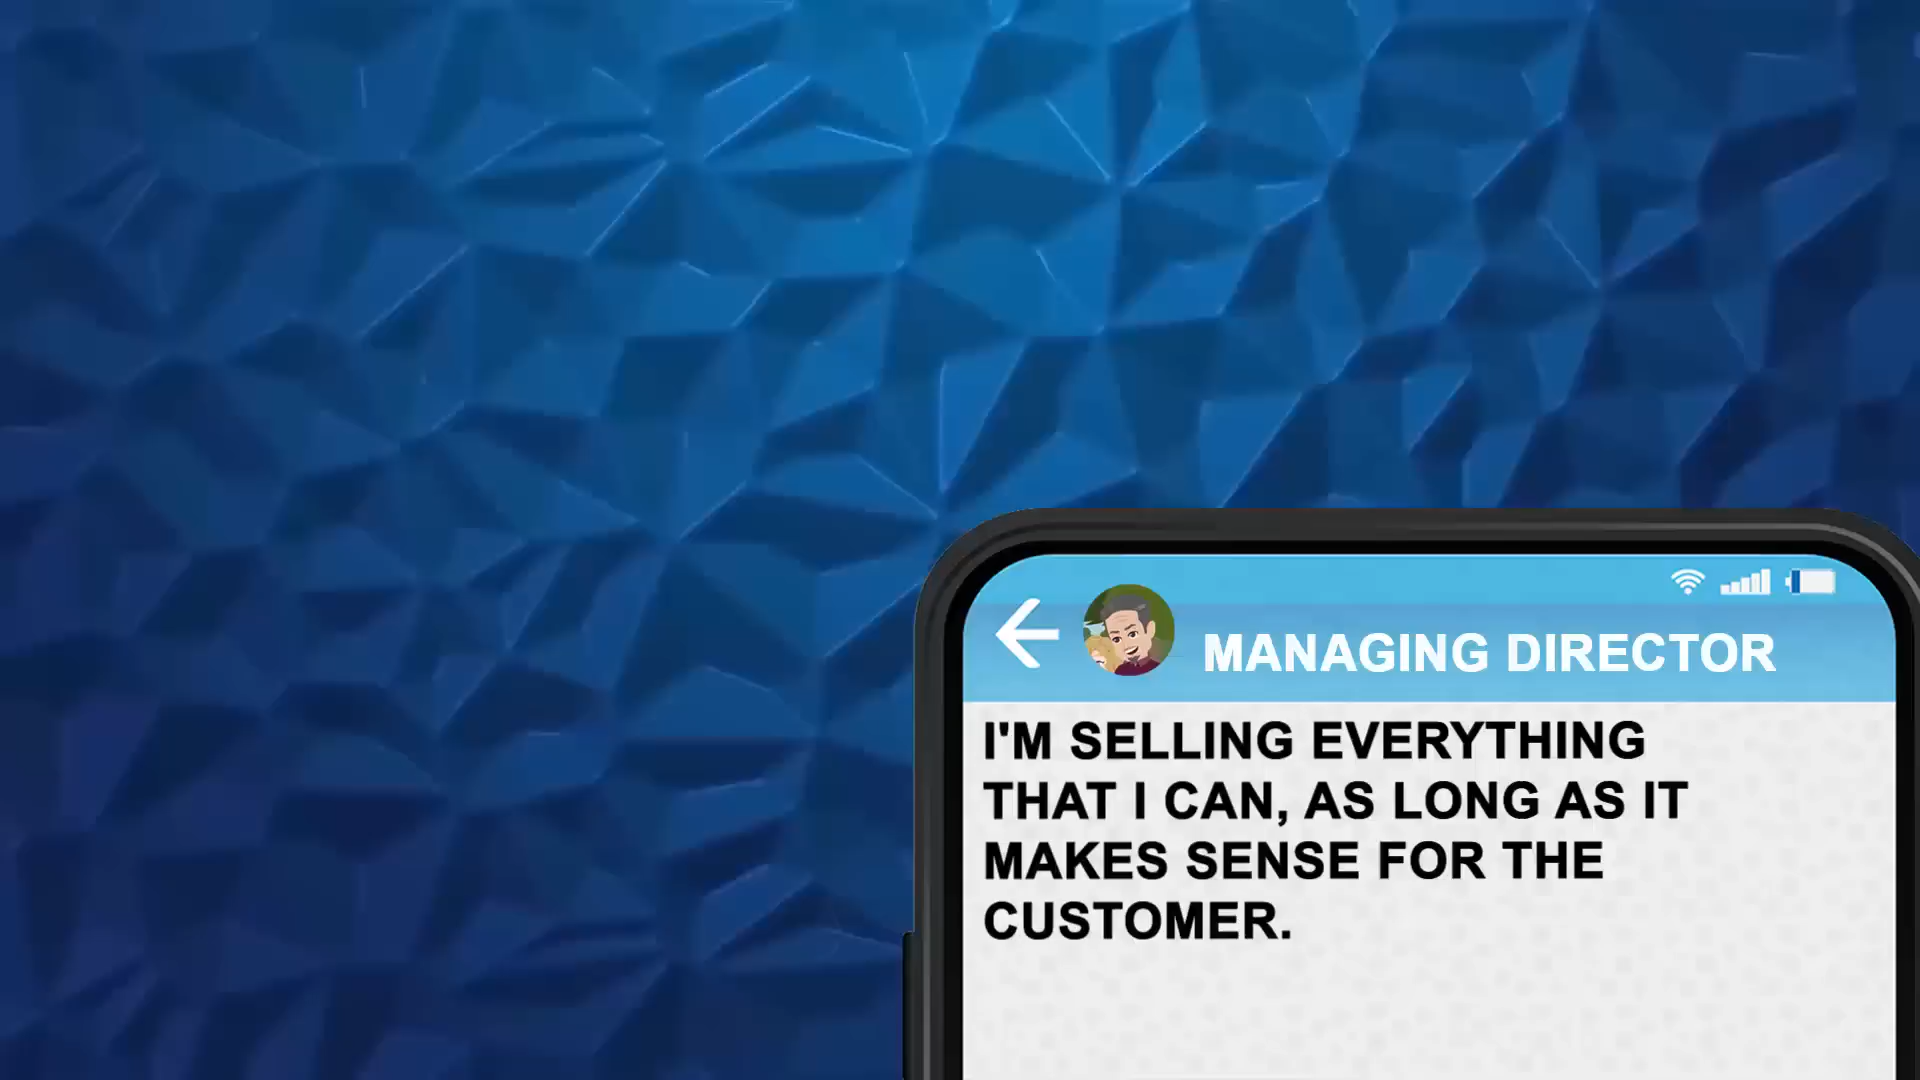 MANAGING DIRECTOR
I'M SELLING EVERYTHING
THAT I CAN, AS LONG AS IT
MAKES SENSE FOR THE
CUSTOMER.